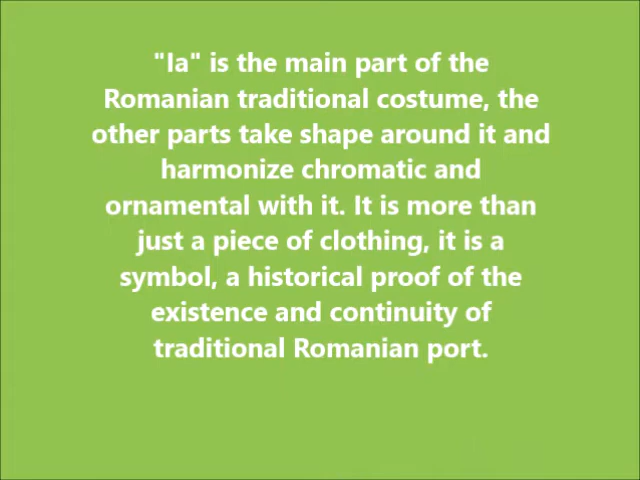 "Ia" is the main part of the
Romanian traditional costume, the
other parts take shape around it and
harmonize chromatic and
ornamental with it. It is more than
just a piece of clothing, it is a
symbol, a historical proof of the
existence and continuity of
traditional Romanian port.